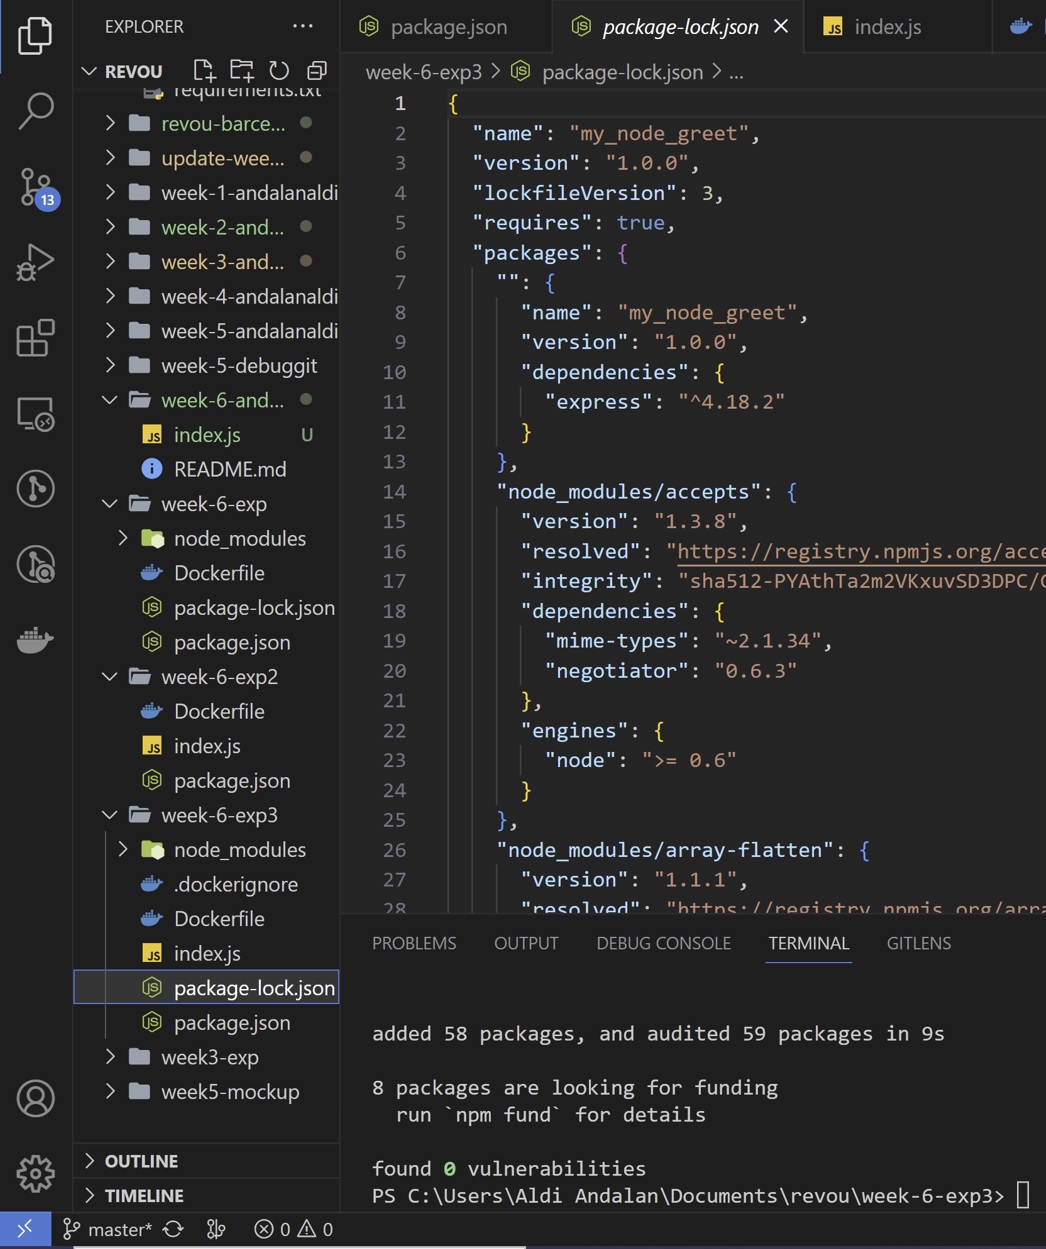 EXPLORER
REVOU
requirements.txt
revou-barce...
update-wee...
week-1-andalanaldi
week-2-and...
week-3-and...
week-4-andalanaldi
week-5-andalanaldi
week-5-debuggit
week-6-and...
JS index.js U
README.md
week-6-exp
node_modules
Dockerfile
package-lock.json
package.json
week-6-exp2
Dockerfile
JS index.js
package.json
week-6-exp3
node_modules
.dockerignore
Dockerfile
JS index.js
package-lock.json
package.json
week3-exp
week5-mockup
OUTLINE
TIMELINE
13
package.json
package-lock.json
JS index.js
week-6-exp3 > package-lock.json > ...
1 {
2 "name": "my_node_greet",
3 "version": "1.0.0",
4 "lockfileVersion": 3,
5 "requires": true,
6 "packages": {
7 "": {
8 "name": "my_node_greet",
9 "version": "1.0.0",
10 "dependencies": {
11 "express": "^4.18.2"
12 }
13 },
14 "node_modules/accepts": {
15 "version": "1.3.8",
16 "resolved": "https://registry.npmjs.org/acce
17 "integrity": "sha512-PYAthTa2m2VKxuvSD3DPC/
18 "dependencies": {
19 "mime-types": "~2.1.34",
20 "negotiator": "0.6.3"
21 },
22 "engines": {
23 "node": ">= 0.6"
24 }
25 },
26 "node_modules/array-flatten": {
27 "version": "1.1.1",
28 "resolved": "https://registry.npmjs.org/arra
PROBLEMS OUTPUT DEBUG CONSOLE TERMINAL GITLENS
added 58 packages, and audited 59 packages in 9s
8 packages are looking for funding
run `npm fund` for details
found 0 vulnerabilities
PS C:\Users\Aldi Andalan\Documents\revou\week-6-exp3>
master* 0 0